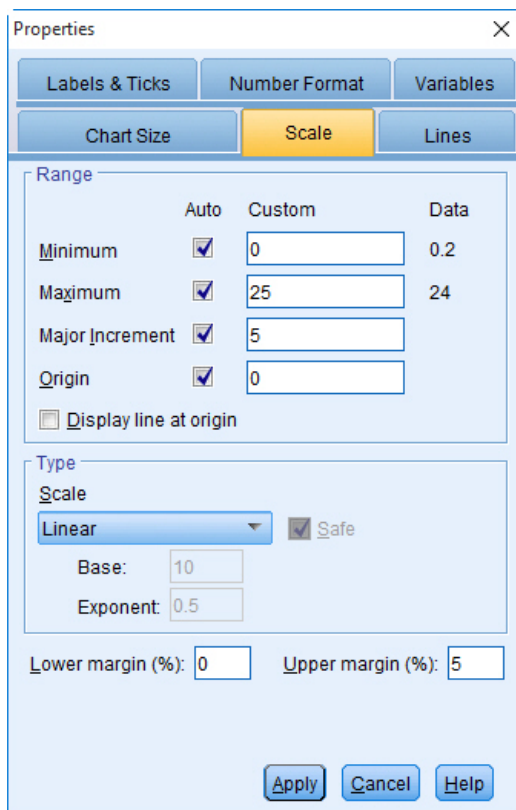 Properties
Labels & Ticks Number Format Variables
Chart Size Scale Lines
Range
Auto Custom Data
Minimum 0 0.2
Maximum 25 24
Major Increment 5
Origin 0
Display line at origin
Type
Scale
Linear Safe
Base: 10
Exponent: 0.5
Lower margin (%): 0 Upper margin (%): 5
Apply Cancel Help